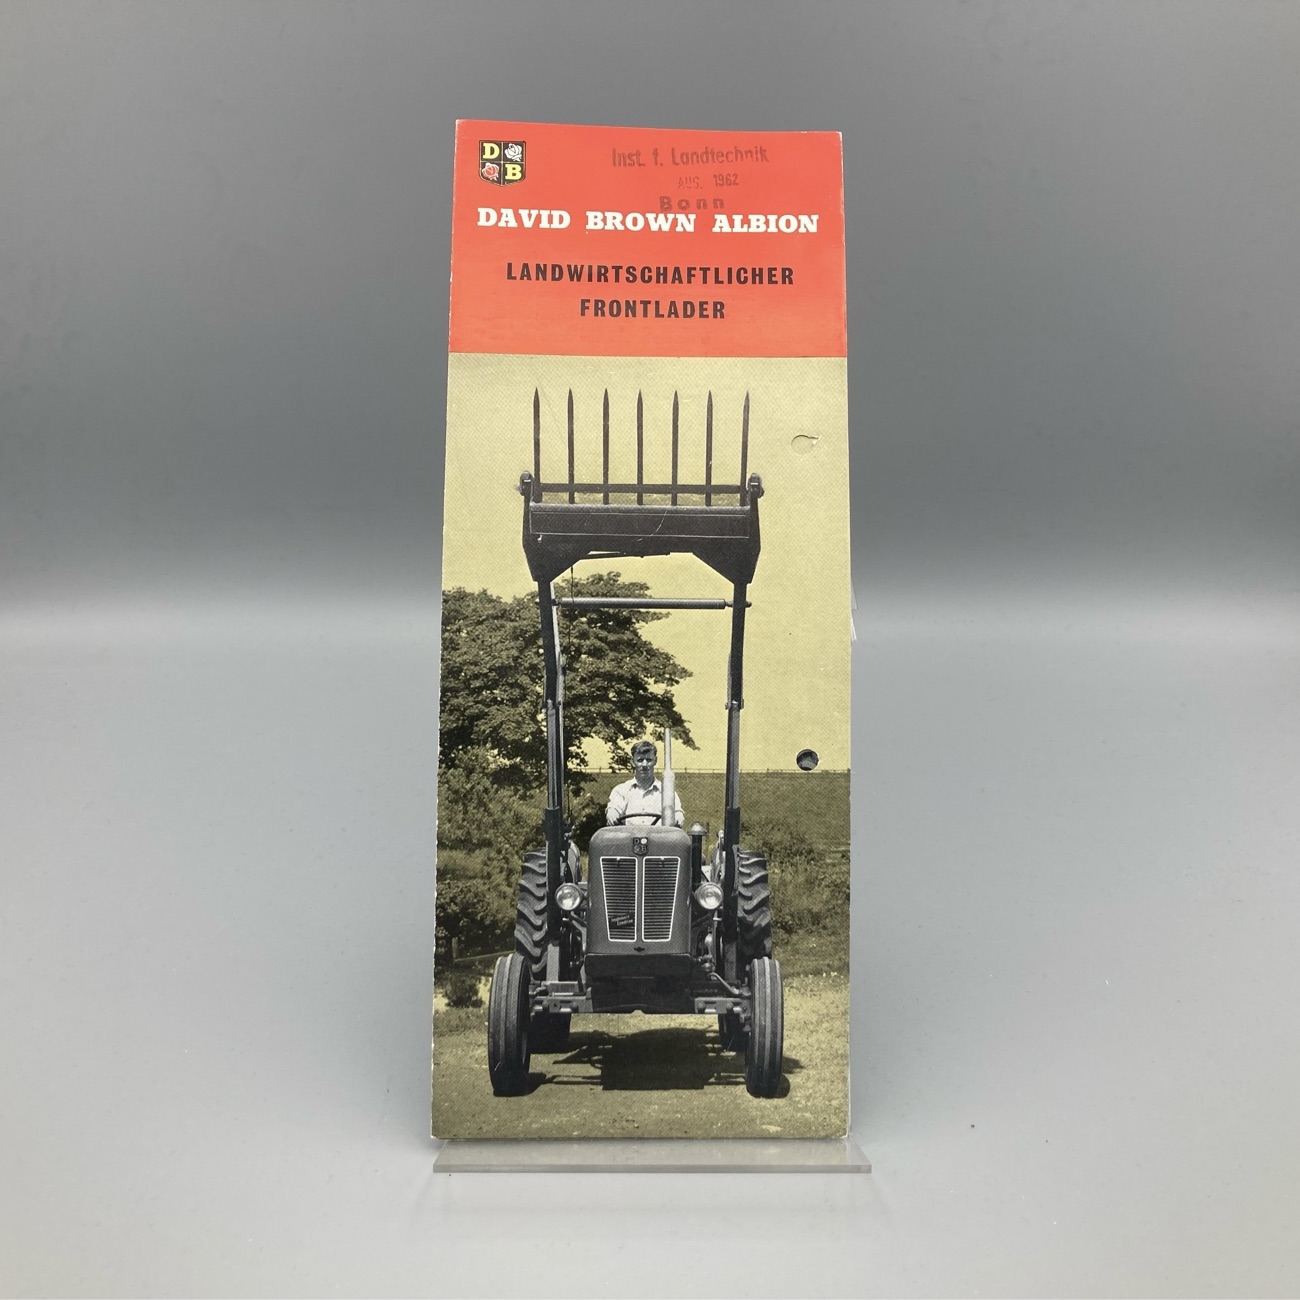 D
B
Inst. f. Landtechnik
AUG. 1962
Bonn
DAVID BROWN ALBION
LANDWIRTSCHAFTLICHER
FRONTLADER